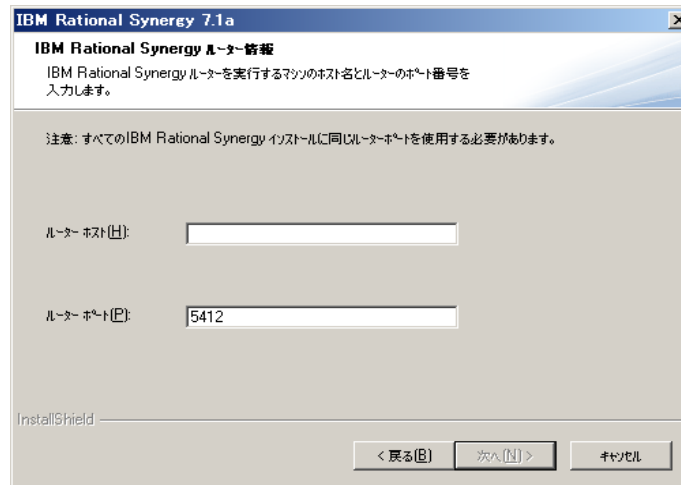 IBM Rational Synergy 7.1a
IBM Rational Synergy ルーター情報
IBM Rational Synergy ルーターを実行するマシンのホスト名とルーターのポート番号を
入力します。
注意: すべてのIBM Rational Synergy インストールに同じルーターポートを使用する必要があります。
ルーター ホスト(H):
ルーター ポート(P):
5412
InstallShield
< 戻る(B)
次へ(N) >
キャンセル